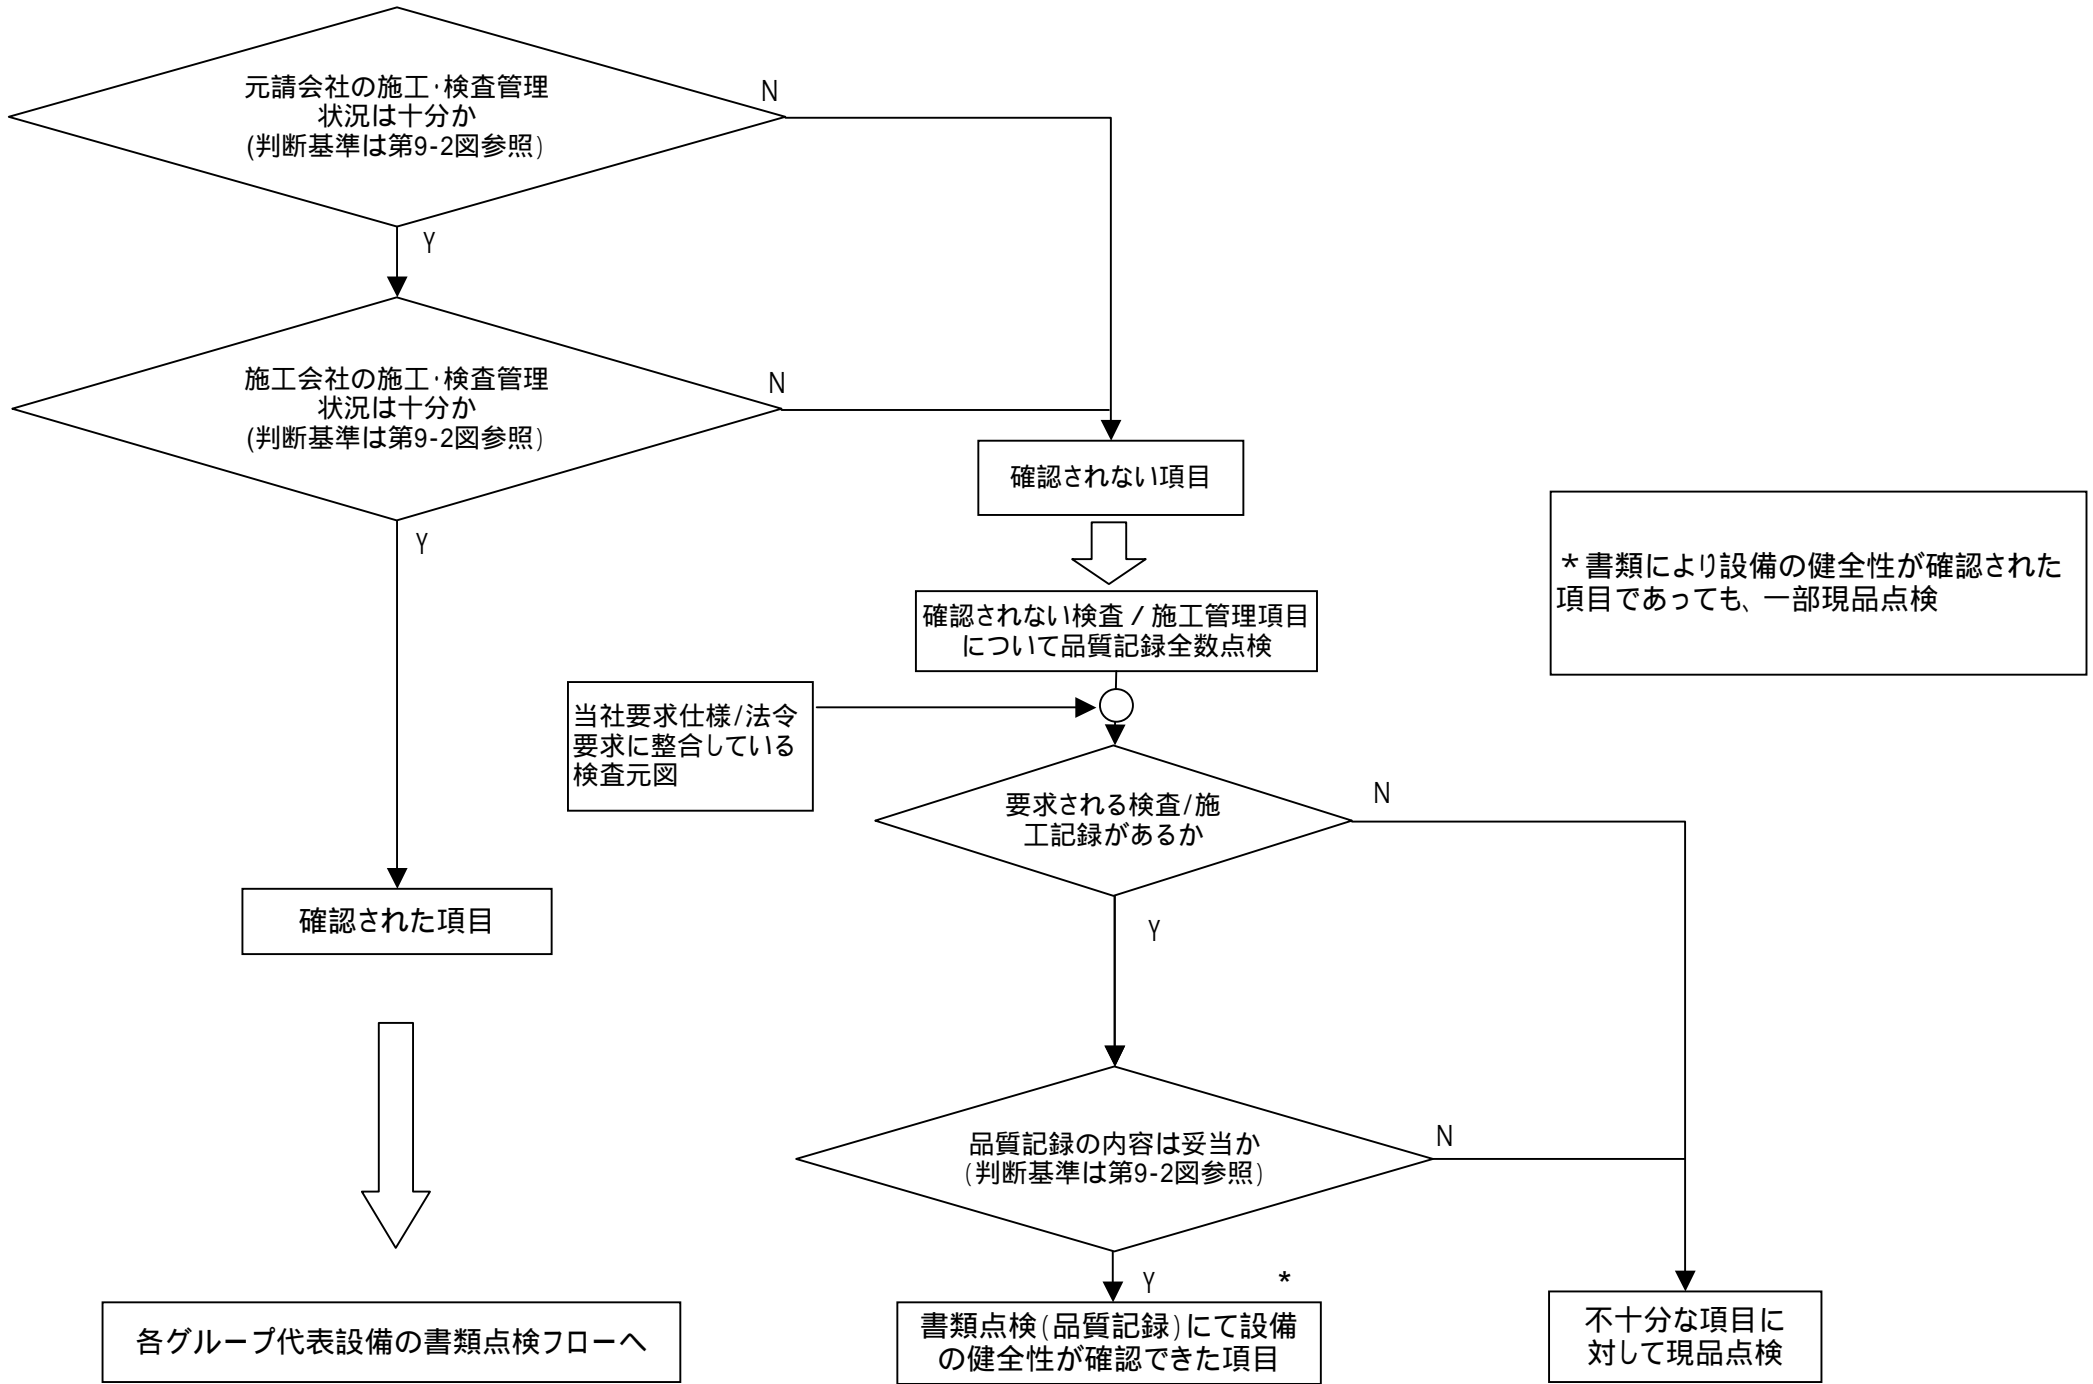 元請会社の施工・検査管理
状況は十分か
(判断基準は第9-2図参照)
N
Y
施工会社の施工・検査管理
状況は十分か
(判断基準は第9-2図参照)
N
Y
確認されない項目
＊書類により設備の健全性が確認された
項目であっても、一部現品点検
確認されない検査／施工管理項目
について品質記録全数点検
当社要求仕様/法令
要求に整合している
検査元図
要求される検査/施
工記録があるか
N
Y
確認された項目
品質記録の内容は妥当か
(判断基準は第9-2図参照)
N
Y
*
各グループ代表設備の書類点検フローへ
書類点検(品質記録)にて設備
の健全性が確認できた項目
不十分な項目に
対して現品点検